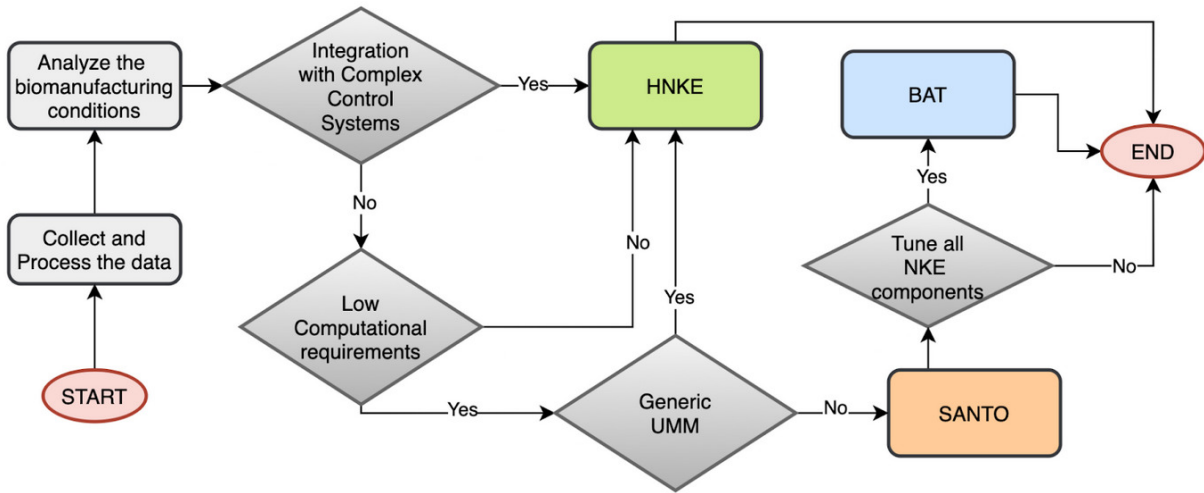 Analyze the
biomanufacturing
conditions
Integration
with Complex
Control
Systems
Yes
HNKE
BAT
END
No
Yes
Collect and
Process the data
No
Tune all
NKE
components
No
Low
Computational
requirements
Yes
START
Yes
Generic
UMM
No
SANTO